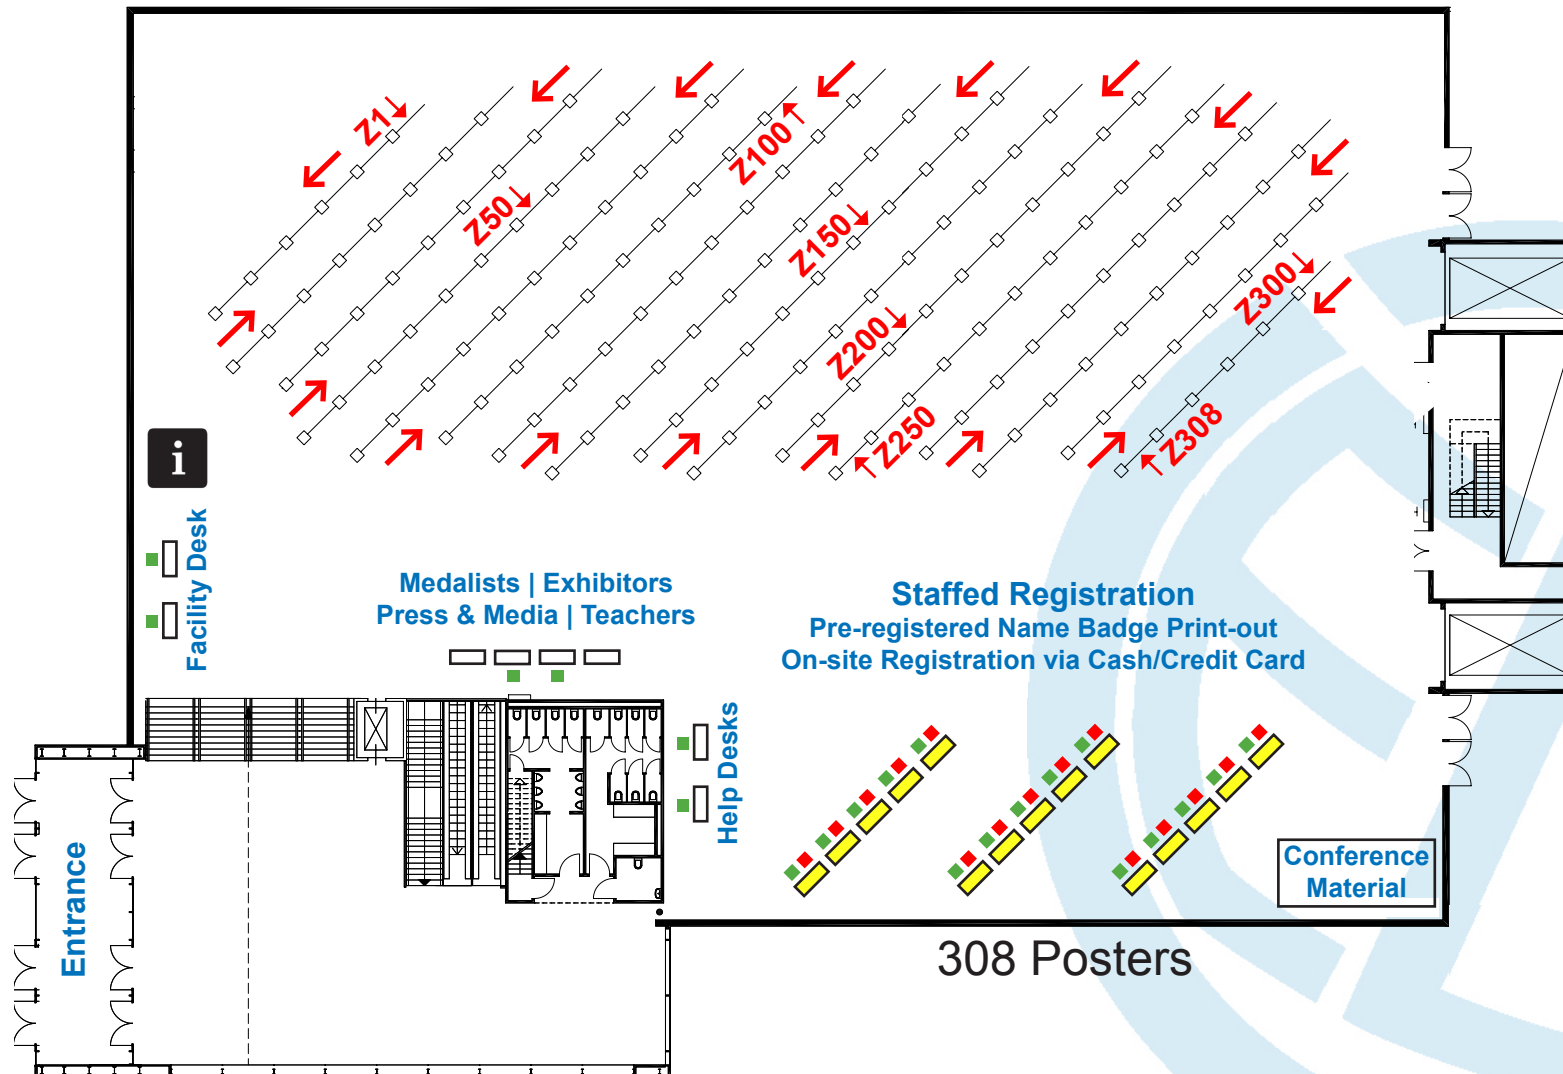 Z1
Z50
Z100
Z150
Z200
Z250
Z300
Z308
i
Facility Desk
Medalists | Exhibitors
Press & Media | Teachers
Staffed Registration
Pre-registered Name Badge Print-out
On-site Registration via Cash/Credit Card
Help Desks
Entrance
Conference
Material
308 Posters